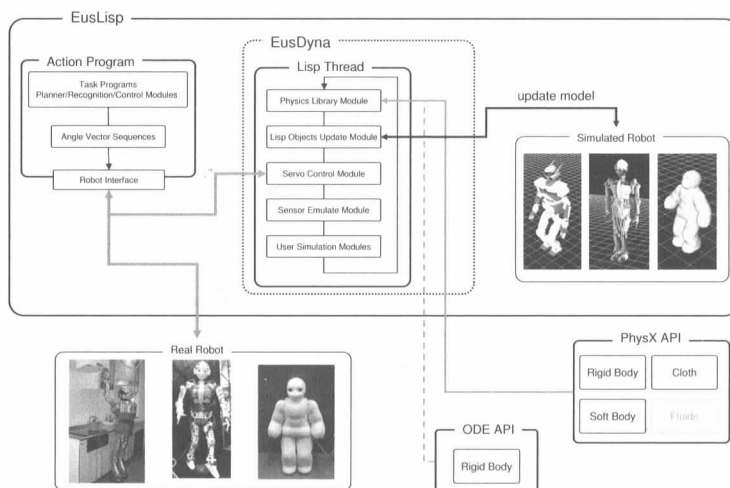 EusLisp
EusDyna
Action Program
Task Programs
Planner/Recognition/Control Modules
Angle Vector Sequences
Robot Interface
Lisp Thread
Physics Library Module
Lisp Objects Update Module
Servo Control Module
Sensor Emulate Module
User Simulation Modules
update model
Simulated Robot
Real Robot
PhysX API
Rigid Body
Cloth
Soft Body
Fluids
ODE API
Rigid Body